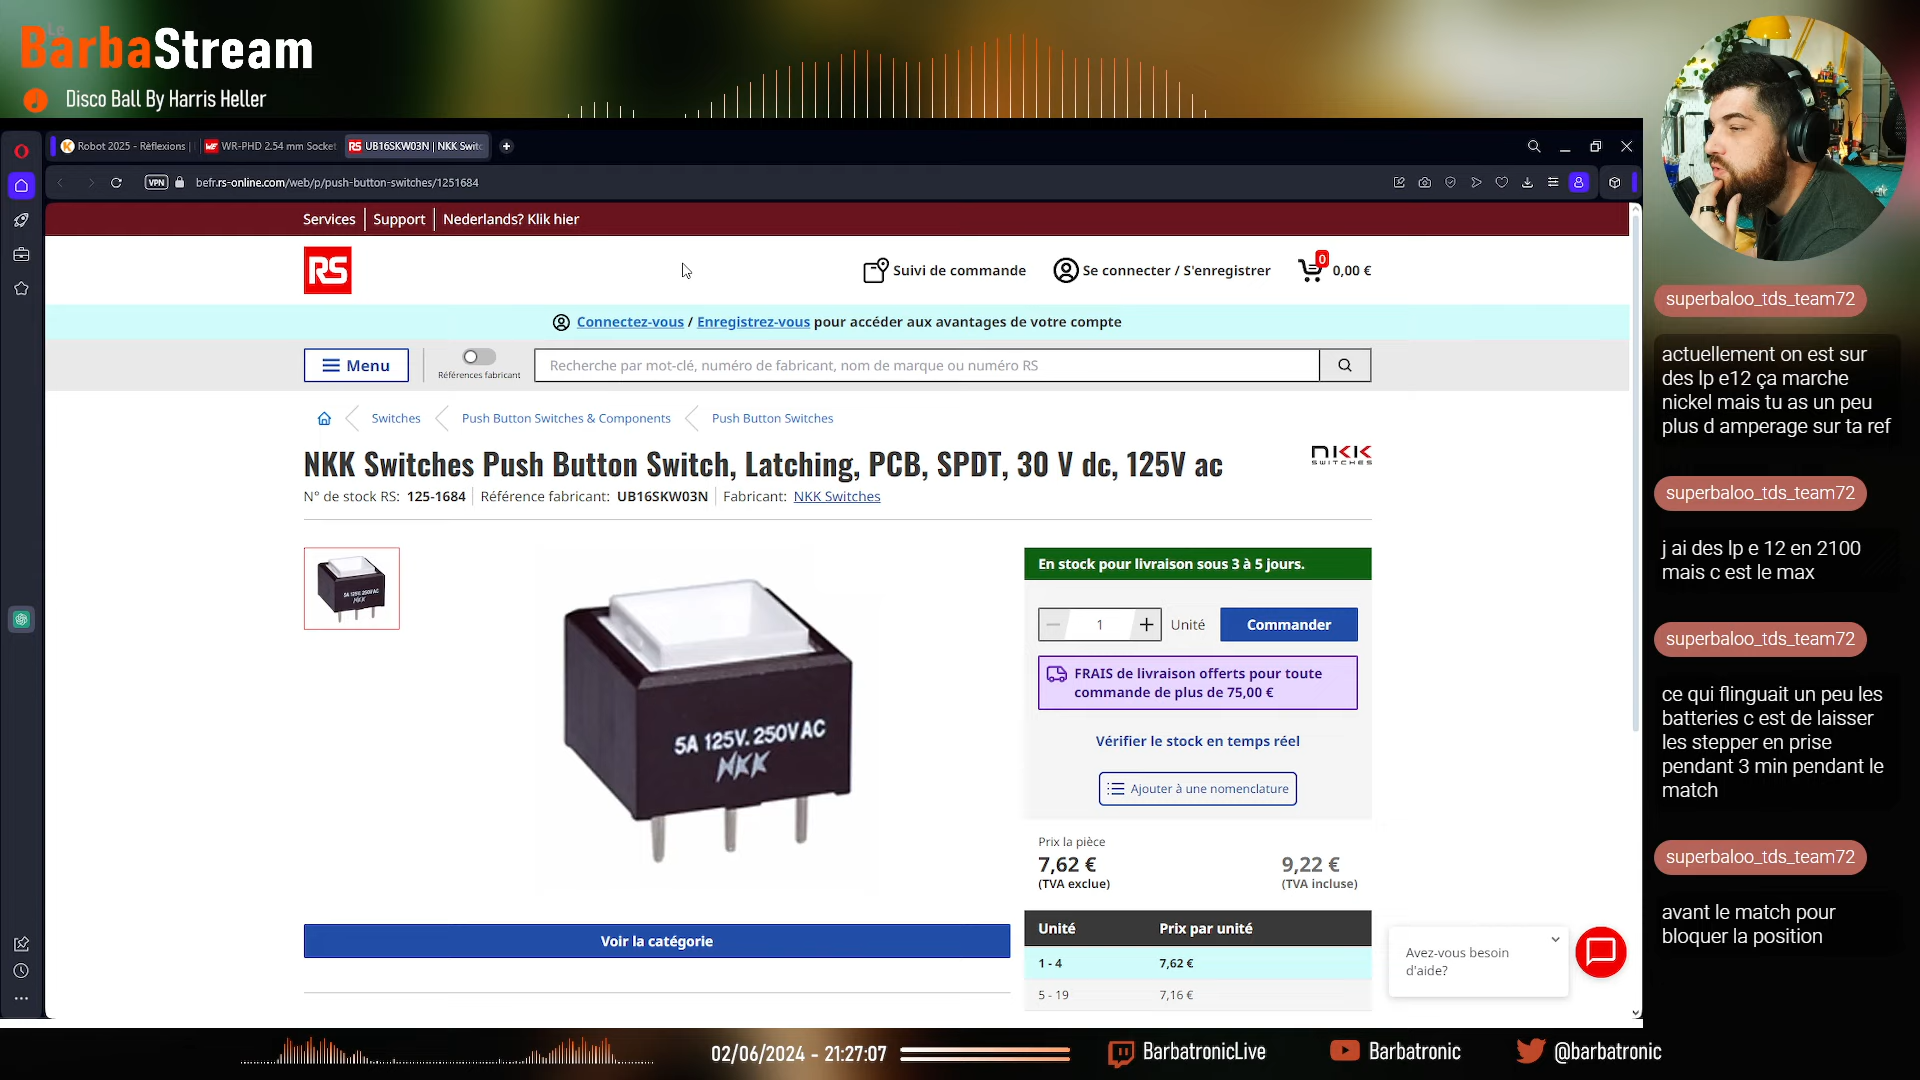 Le
BarbaStream
Disco Ball By Harris Heller
Robot 2025 - Réflexions |
WR-PHD 2.54 mm Socket
RS UB16SKW03N | NKK Switc
VPN
befr.rs-online.com/web/p/push-button-switches/1251684
Services
Support
Nederlands? Klik hier
RS
Suivi de commande
Se connecter / S'enregistrer
0
0,00 €
Connectez-vous / Enregistrez-vous pour accéder aux avantages de votre compte
Menu
Références fabricant
Recherche par mot-clé, numéro de fabricant, nom de marque ou numéro RS
Switches
Push Button Switches & Components
Push Button Switches
NKK Switches Push Button Switch, Latching, PCB, SPDT, 30 V dc, 125V ac
NKK
SWITCHES
N° de stock RS: 125-1684
Référence fabricant: UB16SKW03N
Fabricant: NKK Switches
5A 125V. 250VAC
NKK
5A 125V. 250VAC
NKK
En stock pour livraison sous 3 à 5 jours.
1
Unité
Commander
FRAIS de livraison offerts pour toute
commande de plus de 75,00 €
Vérifier le stock en temps réel
Ajouter à une nomenclature
Prix la pièce
7,62 €
(TVA exclue)
9,22 €
(TVA incluse)
Unité
Prix par unité
1 - 4
7,62 €
5 - 19
7,16 €
Voir la catégorie
Avez-vous besoin
d'aide?
superbaloo_tds_team72
actuellement on est sur
des lp e12 ça marche
nickel mais tu as un peu
plus d amperage sur ta ref
superbaloo_tds_team72
j ai des lp e 12 en 2100
mais c est le max
superbaloo_tds_team72
ce qui flinguait un peu les
batteries c est de laisser
les stepper en prise
pendant 3 min pendant le
match
superbaloo_tds_team72
avant le match pour
bloquer la position
02/06/2024 - 21:27:07
BarbatronicLive
Barbatronic
@barbatronic